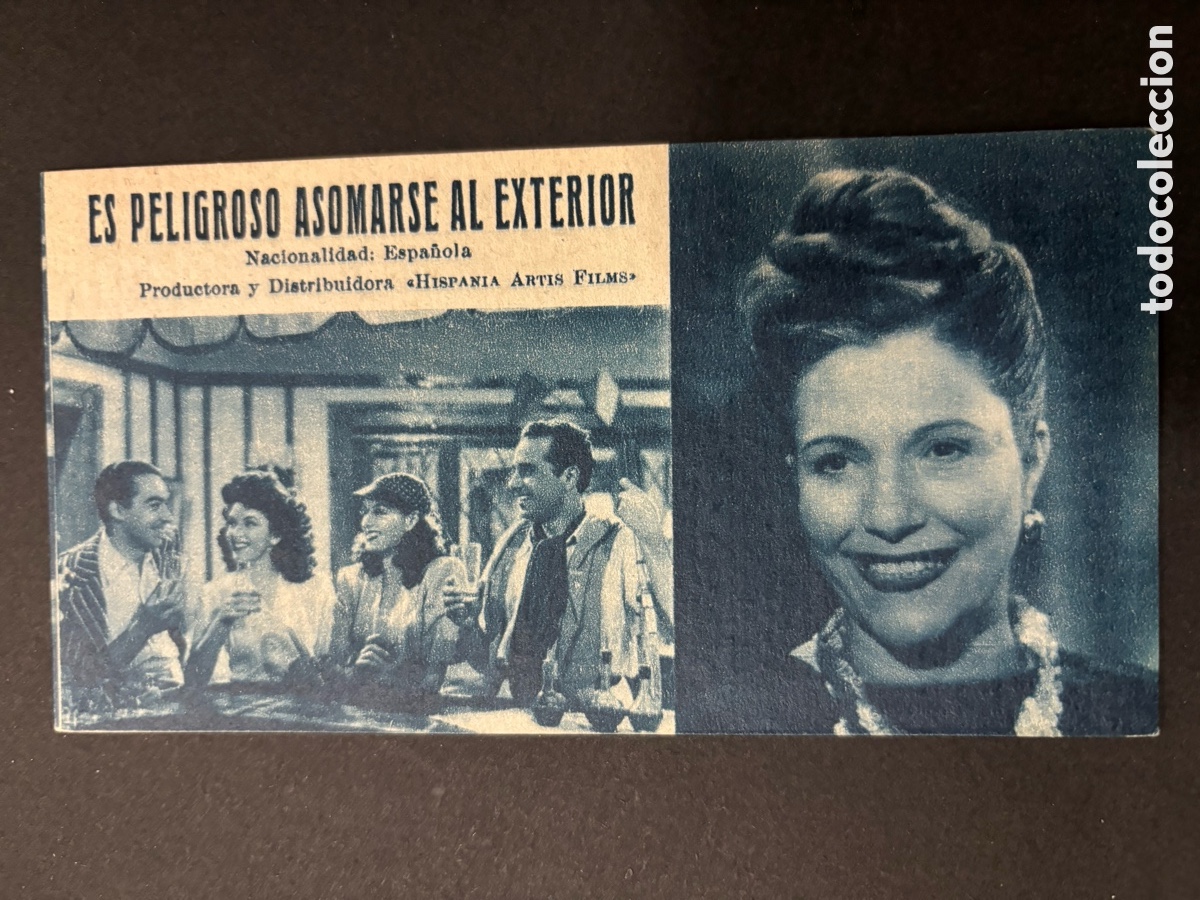 ES PELIGROSO ASOMARSE AL EXTERIOR
Nacionalidad: Española
Productora y Distribuidora «HISPANIA ARTIS FILMS»
todocoleccion